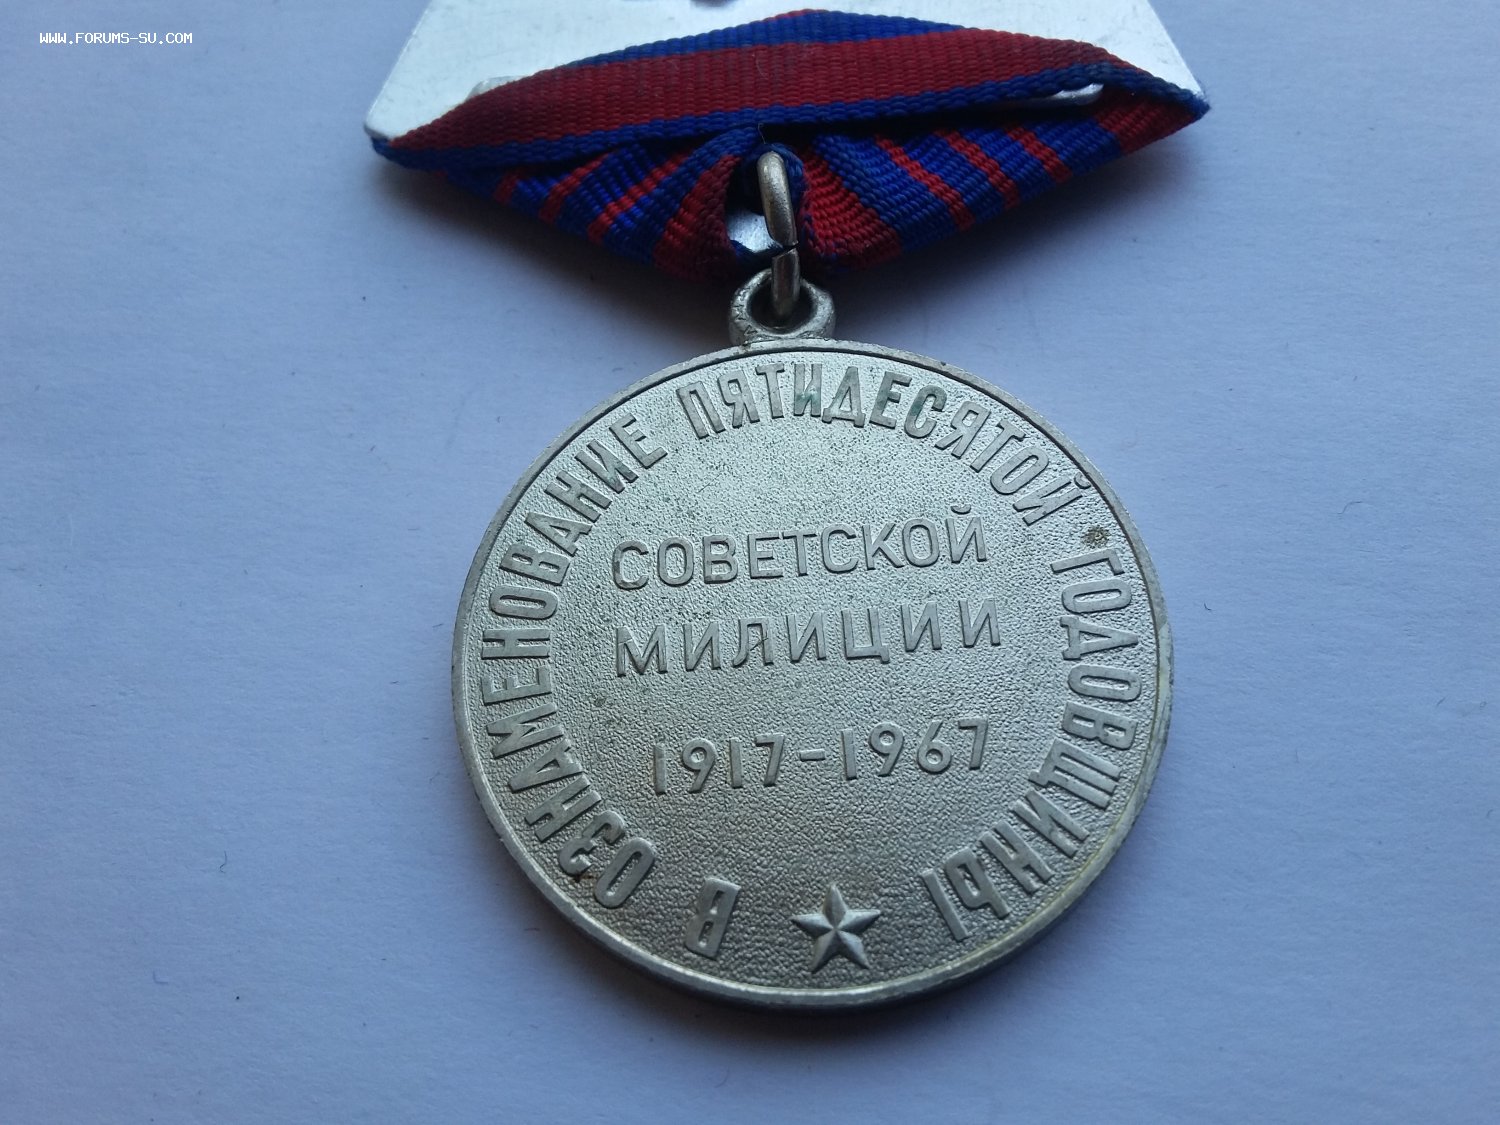 WWW.FORUMS-SU.COM
В ОЗНАМЕНОВАНИЕ ПЯТИДЕСЯТОЙ ГОДОВЩИНЫ
СОВЕТСКОЙ
МИЛИЦИИ
1917-1967